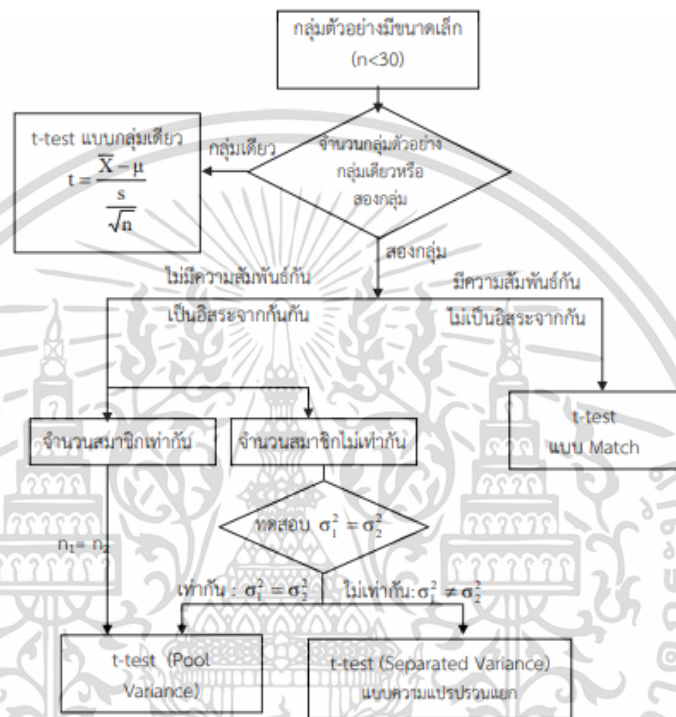 กลุ่มตัวอย่างมีขนาดเล็ก
(n<30)
จำนวนกลุ่มตัวอย่าง
กลุ่มเดียวหรือ
สองกลุ่ม
กลุ่มเดียว
t-test แบบกลุ่มเดียว
t = (X̅ − μ) / (s / √n)
สองกลุ่ม
ไม่มีความสัมพันธ์กัน
เป็นอิสระจากกันกัน
มีความสัมพันธ์กัน
ไม่เป็นอิสระจากกัน
t-test
แบบ Match
จำนวนสมาชิกเท่ากัน
จำนวนสมาชิกไม่เท่ากัน
ทดสอบ σ₁² = σ₂²
n₁= n₂
เท่ากัน : σ₁² = σ₂²
ไม่เท่ากัน: σ₁² ≠ σ₂²
t-test (Pool
Variance)
t-test (Separated Variance)
แบบความแปรปรวนแยก